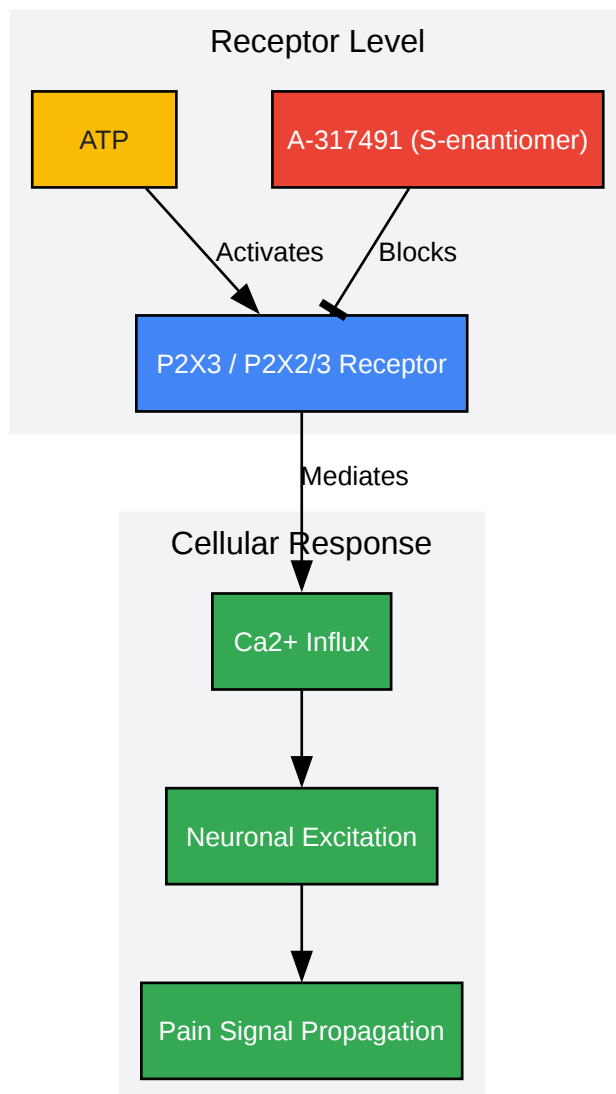 Receptor Level
ATP
A-317491 (S-enantiomer)
Activates
Blocks
P2X3 / P2X2/3 Receptor
Mediates
Cellular Response
Ca2+ Influx
Neuronal Excitation
Pain Signal Propagation